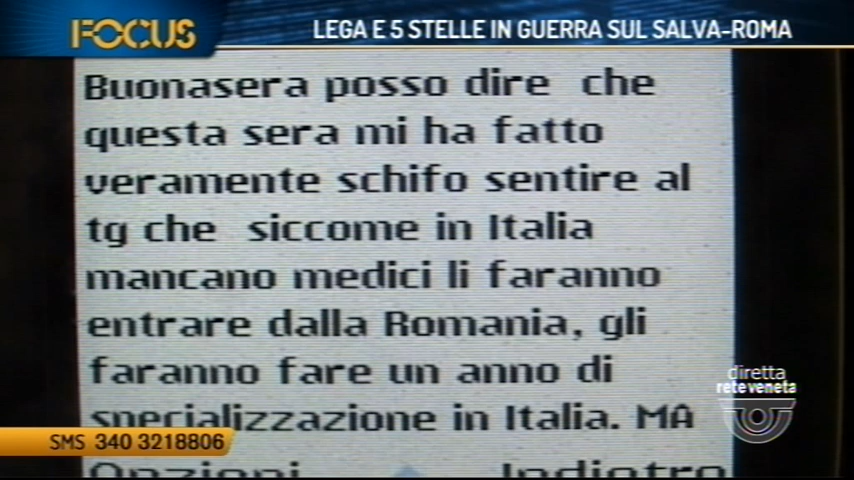 FOCUS
LEGA E 5 STELLE IN GUERRA SUL SALVA-ROMA
Buonasera posso dire che
questa sera mi ha fatto
veramente schifo sentire al
tg che siccome in Italia
mancano medici li faranno
entrare dalla Romania, gli
faranno fare un anno di
specializzazione in Italia. MA
Opzioni Indietro
diretta
reteveneta
SMS 340 3218806